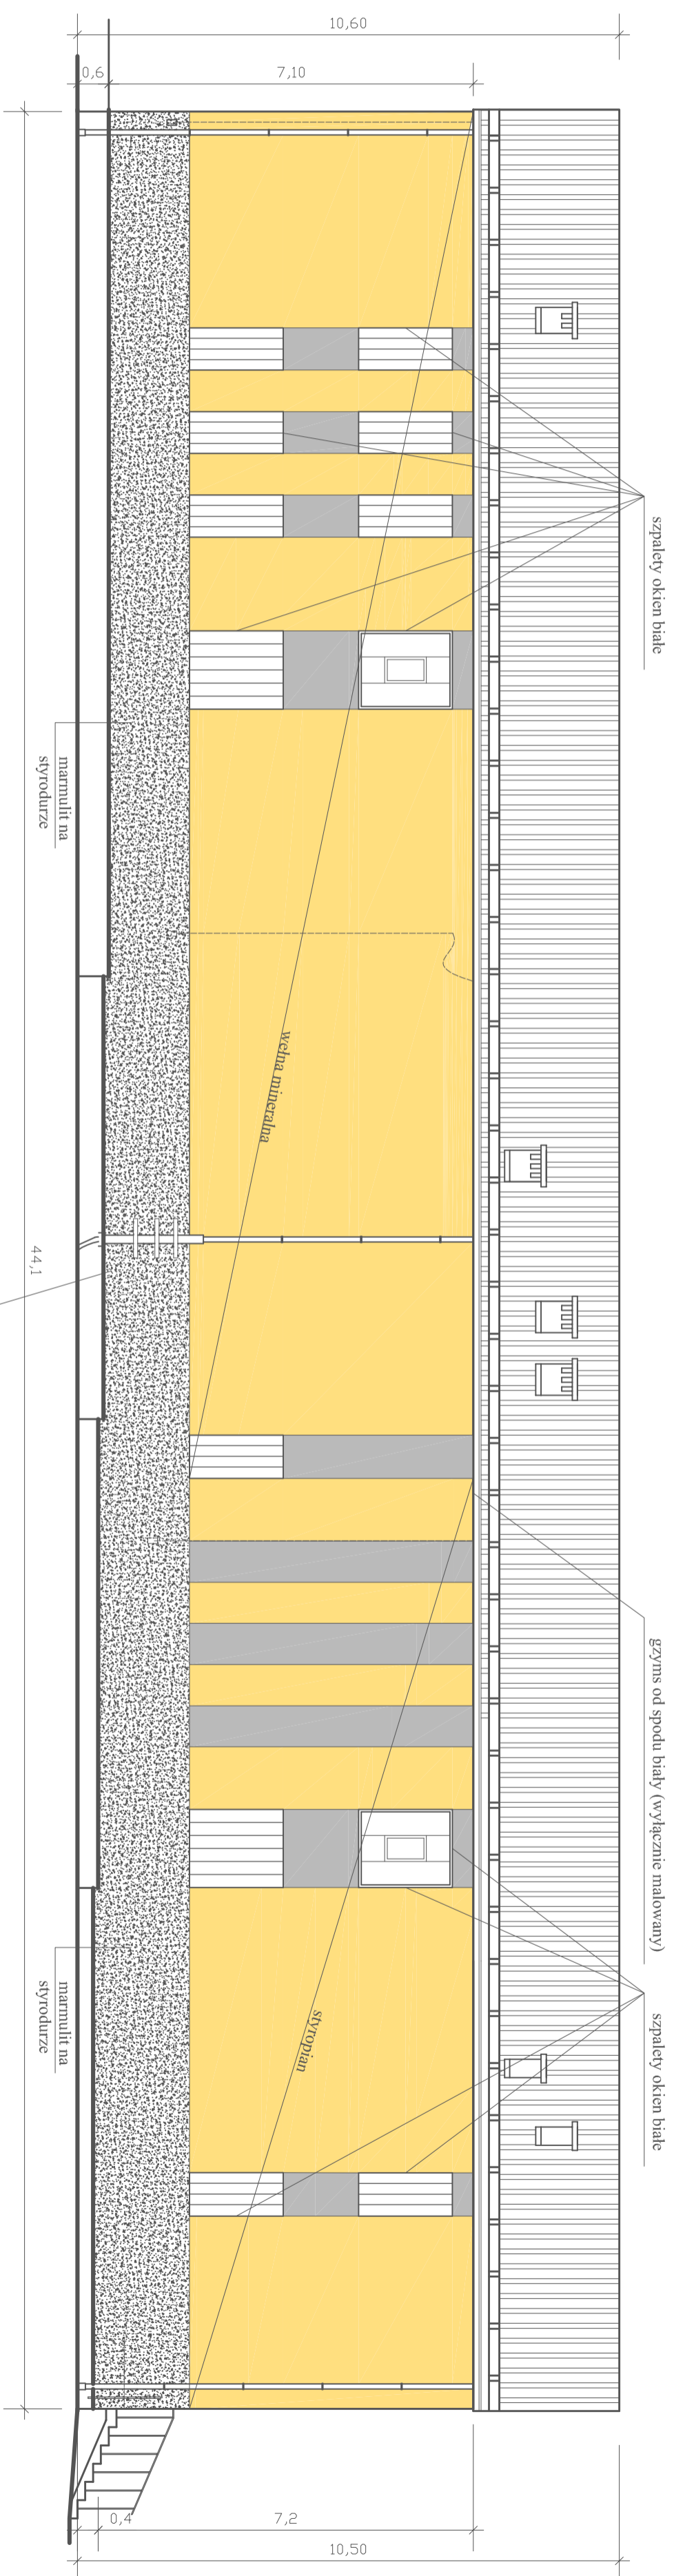 10,60
0,6
7,10
szpalety okien białe
marmulit na
styrodurze
wełna mineralna
44,1
gzyms od spodu biały (wyłącznie malowany)
marmulit na
styrodurze
styropian
szpalety okien białe
0,4
7,2
10,50